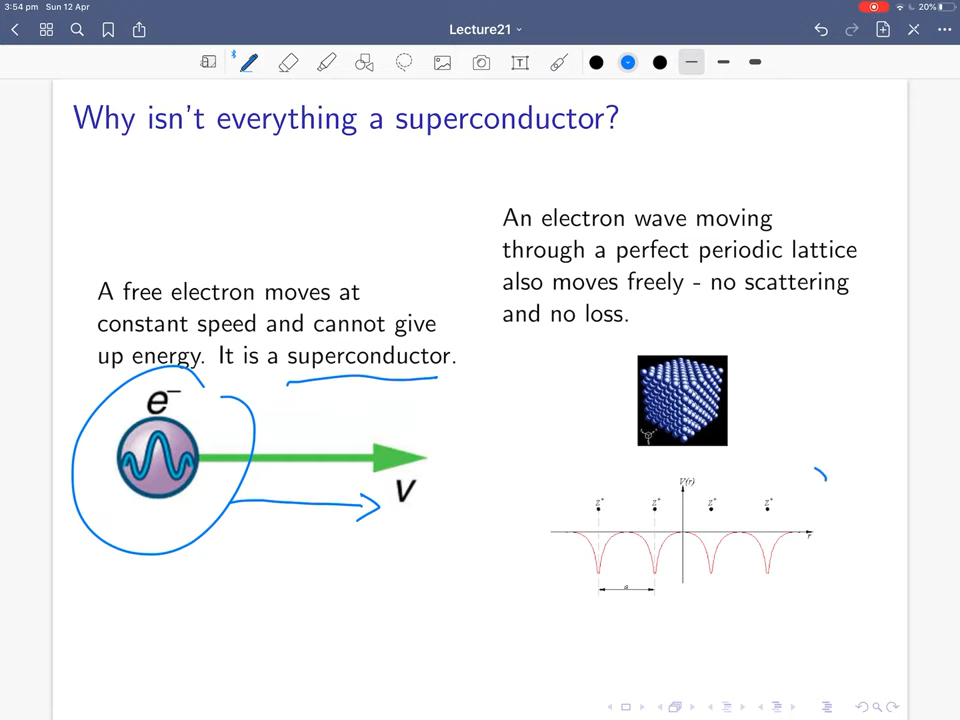 3:54 pm Sun 12 Apr
20%
Lecture21
T
Why isn't everything a superconductor?
A free electron moves at
constant speed and cannot give
up energy. It is a superconductor.
e−
v
An electron wave moving
through a perfect periodic lattice
also moves freely - no scattering
and no loss.
V(r)
z+ z+ z+ z+
r
a